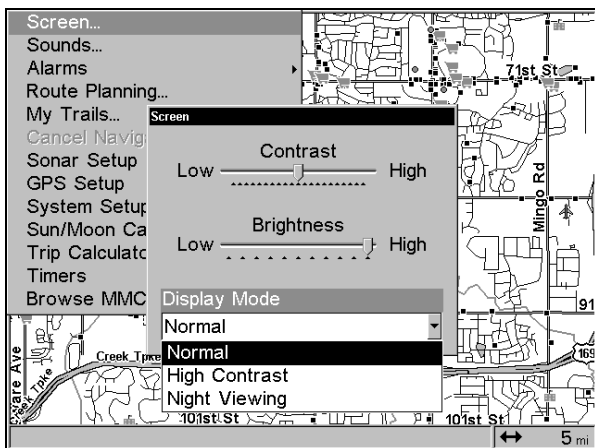 Screen...
Sounds...
Alarms
Route Planning...
My Trails...
Cancel Navig
Sonar Setup
GPS Setup
System Setup
Sun/Moon Ca
Trip Calculato
Timers
Browse MMC
Screen
Contrast
Low
High
Brightness
Low
High
Display Mode
Normal
Normal
High Contrast
Night Viewing
71st St
Mingo Rd
91
169
Creek Tpke
are Ave
Creek Tpke
101st St
101st St
5 mi